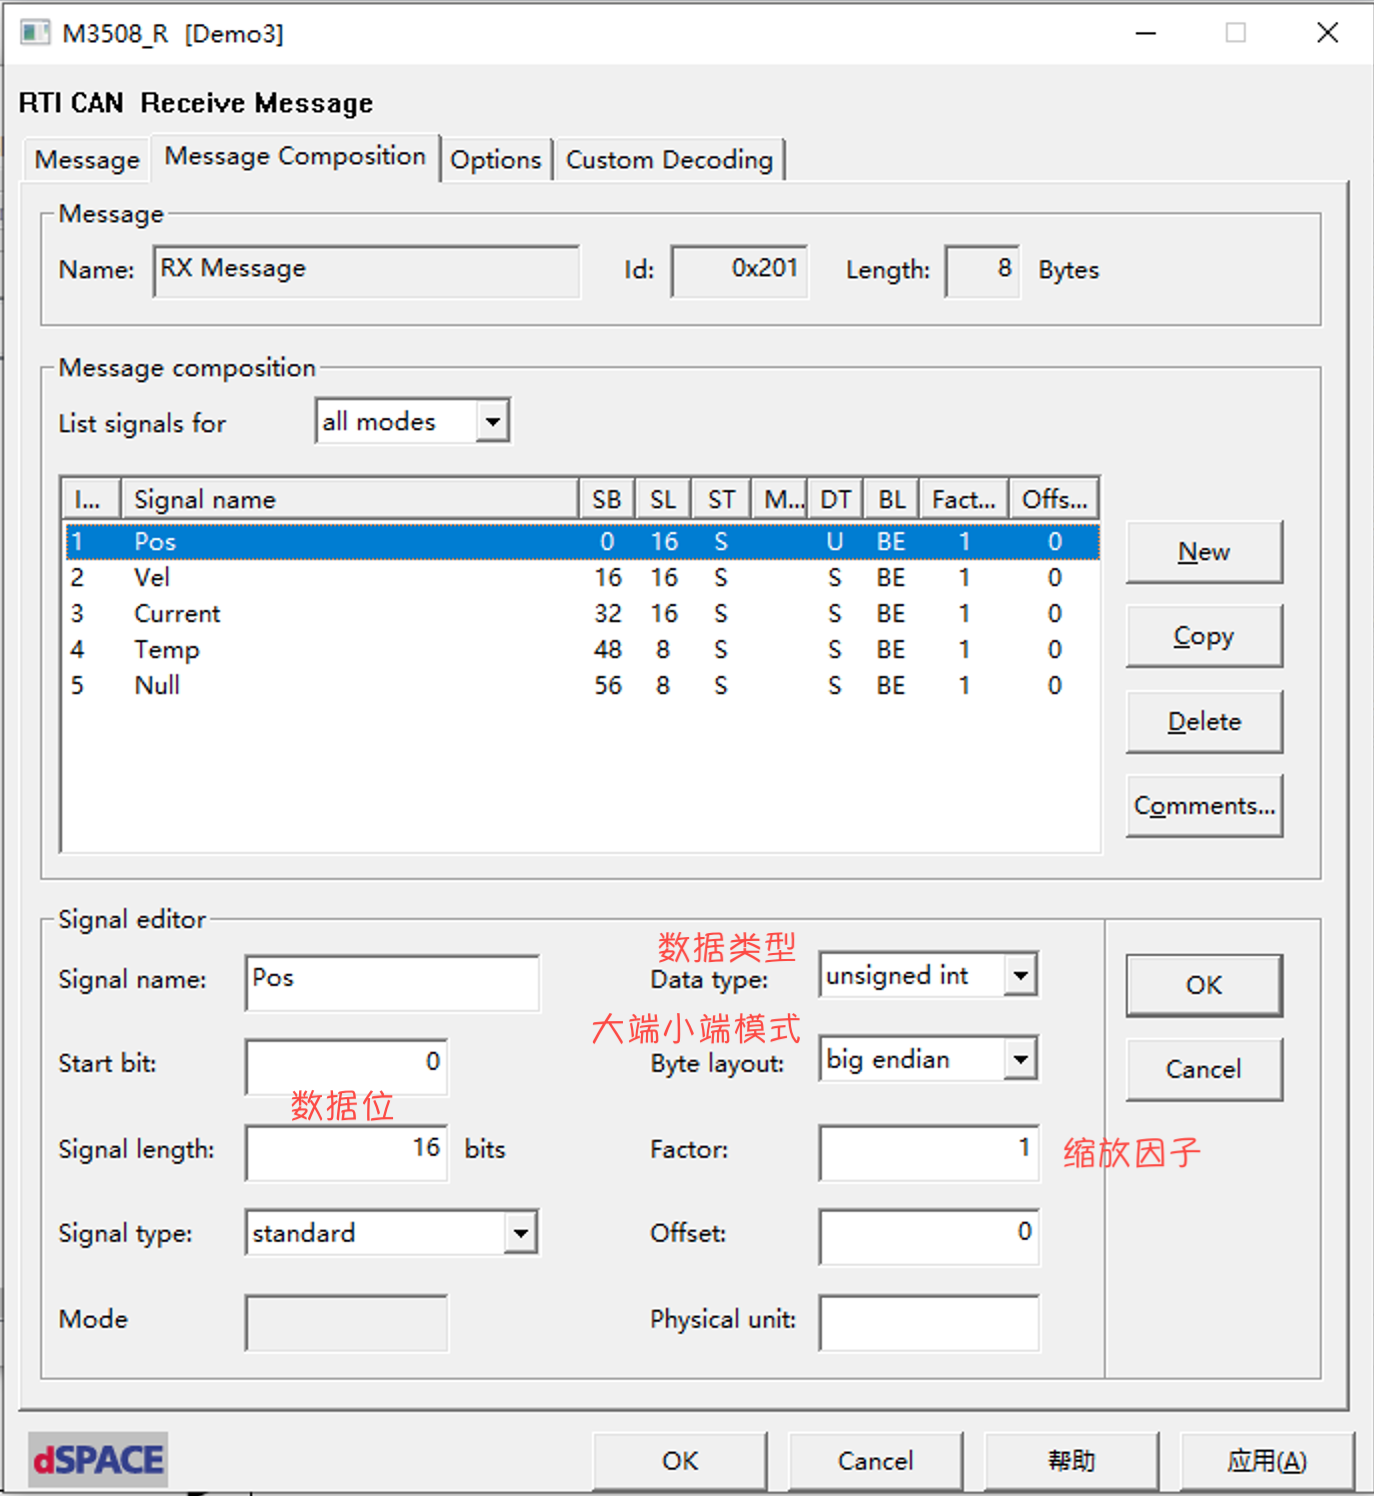 M3508_R [Demo3]
RTI CAN Receive Message
Message Message Composition Options Custom Decoding
Message
Name: RX Message Id: 0x201 Length: 8 Bytes
Message composition
List signals for all modes
I... Signal name SB SL ST M... DT BL Fact... Offs...
1 Pos 0 16 S U BE 1 0
2 Vel 16 16 S S BE 1 0
3 Current 32 16 S S BE 1 0
4 Temp 48 8 S S BE 1 0
5 Null 56 8 S S BE 1 0
New
Copy
Delete
Comments...
Signal editor
数据类型
Signal name: Pos Data type: unsigned int OK
大端小端模式
Start bit: 0 Byte layout: big endian Cancel
数据位
Signal length: 16 bits Factor: 1 缩放因子
Signal type: standard Offset: 0
Mode Physical unit:
dSPACE OK Cancel 帮助 应用(A)